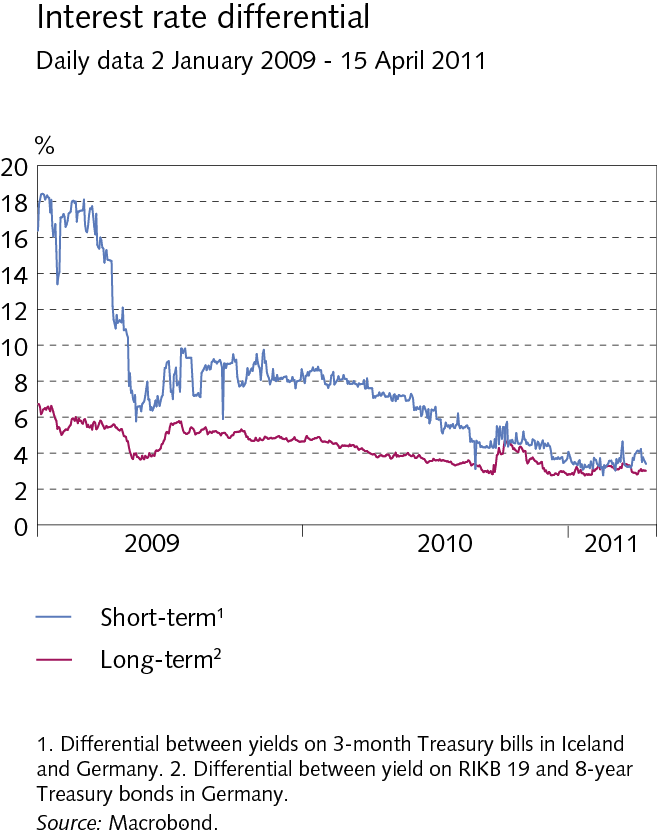 Interest rate differential
Daily data 2 January 2009 - 15 April 2011
%
20
18
16
14
12
10
8
6
4
2
0
2009 2010 2011
Short-term¹
Long-term²
1. Differential between yields on 3-month Treasury bills in Iceland
and Germany. 2. Differential between yield on RIKB 19 and 8-year
Treasury bonds in Germany.
Source: Macrobond.